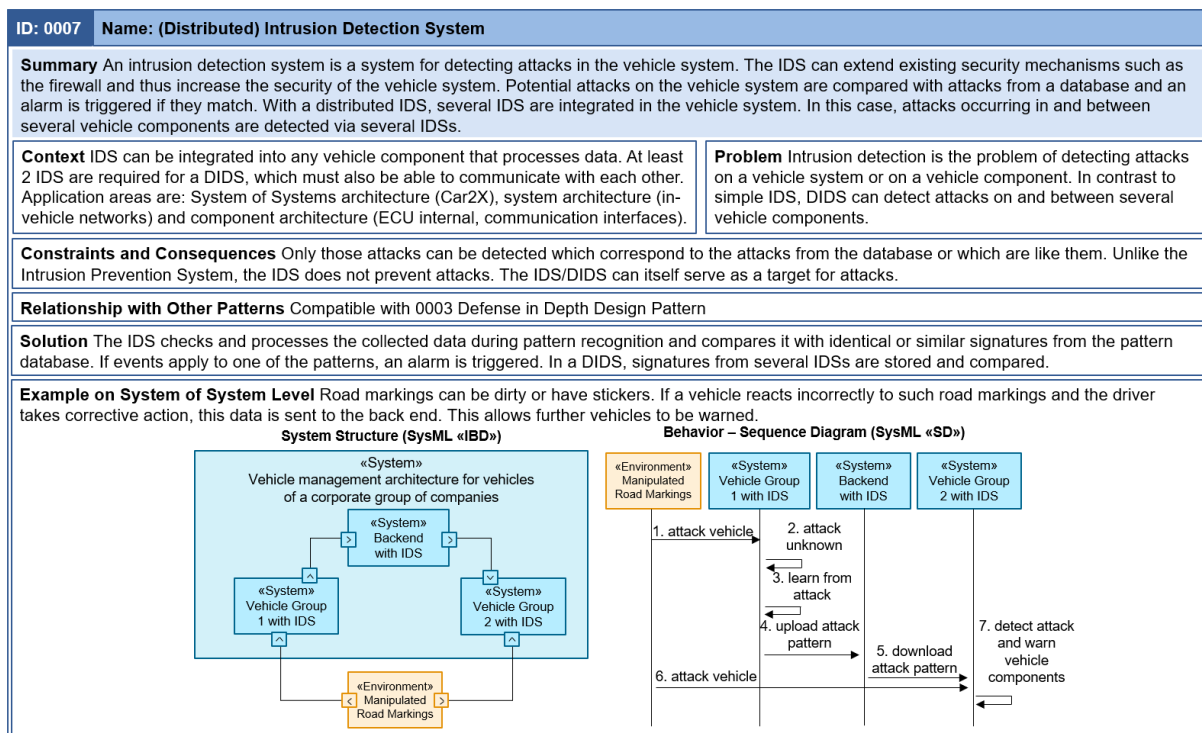 ID: 0007 Name: (Distributed) Intrusion Detection System
Summary An intrusion detection system is a system for detecting attacks in the vehicle system. The IDS can extend existing security mechanisms such as
the firewall and thus increase the security of the vehicle system. Potential attacks on the vehicle system are compared with attacks from a database and an
alarm is triggered if they match. With a distributed IDS, several IDS are integrated in the vehicle system. In this case, attacks occurring in and between
several vehicle components are detected via several IDSs.
Context IDS can be integrated into any vehicle component that processes data. At least
2 IDS are required for a DIDS, which must also be able to communicate with each other.
Application areas are: System of Systems architecture (Car2X), system architecture (in-
vehicle networks) and component architecture (ECU internal, communication interfaces).
Problem Intrusion detection is the problem of detecting attacks
on a vehicle system or on a vehicle component. In contrast to
simple IDS, DIDS can detect attacks on and between several
vehicle components.
Constraints and Consequences Only those attacks can be detected which correspond to the attacks from the database or which are like them. Unlike the
Intrusion Prevention System, the IDS does not prevent attacks. The IDS/DIDS can itself serve as a target for attacks.
Relationship with Other Patterns Compatible with 0003 Defense in Depth Design Pattern
Solution The IDS checks and processes the collected data during pattern recognition and compares it with identical or similar signatures from the pattern
database. If events apply to one of the patterns, an alarm is triggered. In a DIDS, signatures from several IDSs are stored and compared.
Example on System of System Level Road markings can be dirty or have stickers. If a vehicle reacts incorrectly to such road markings and the driver
takes corrective action, this data is sent to the back end. This allows further vehicles to be warned.
System Structure (SysML «IBD»)
«System»
Vehicle management architecture for vehicles
of a corporate group of companies
«System»
Backend
with IDS
«System»
Vehicle Group
1 with IDS
«System»
Vehicle Group
2 with IDS
«Environment»
Manipulated
Road Markings
Behavior – Sequence Diagram (SysML «SD»)
«Environment»
Manipulated
Road Markings
«System»
Vehicle Group
1 with IDS
«System»
Backend
with IDS
«System»
Vehicle Group
2 with IDS
1. attack vehicle
2. attack
unknown
3. learn from
attack
4. upload attack
pattern
5. download
attack pattern
6. attack vehicle
7. detect attack
and warn
vehicle
components